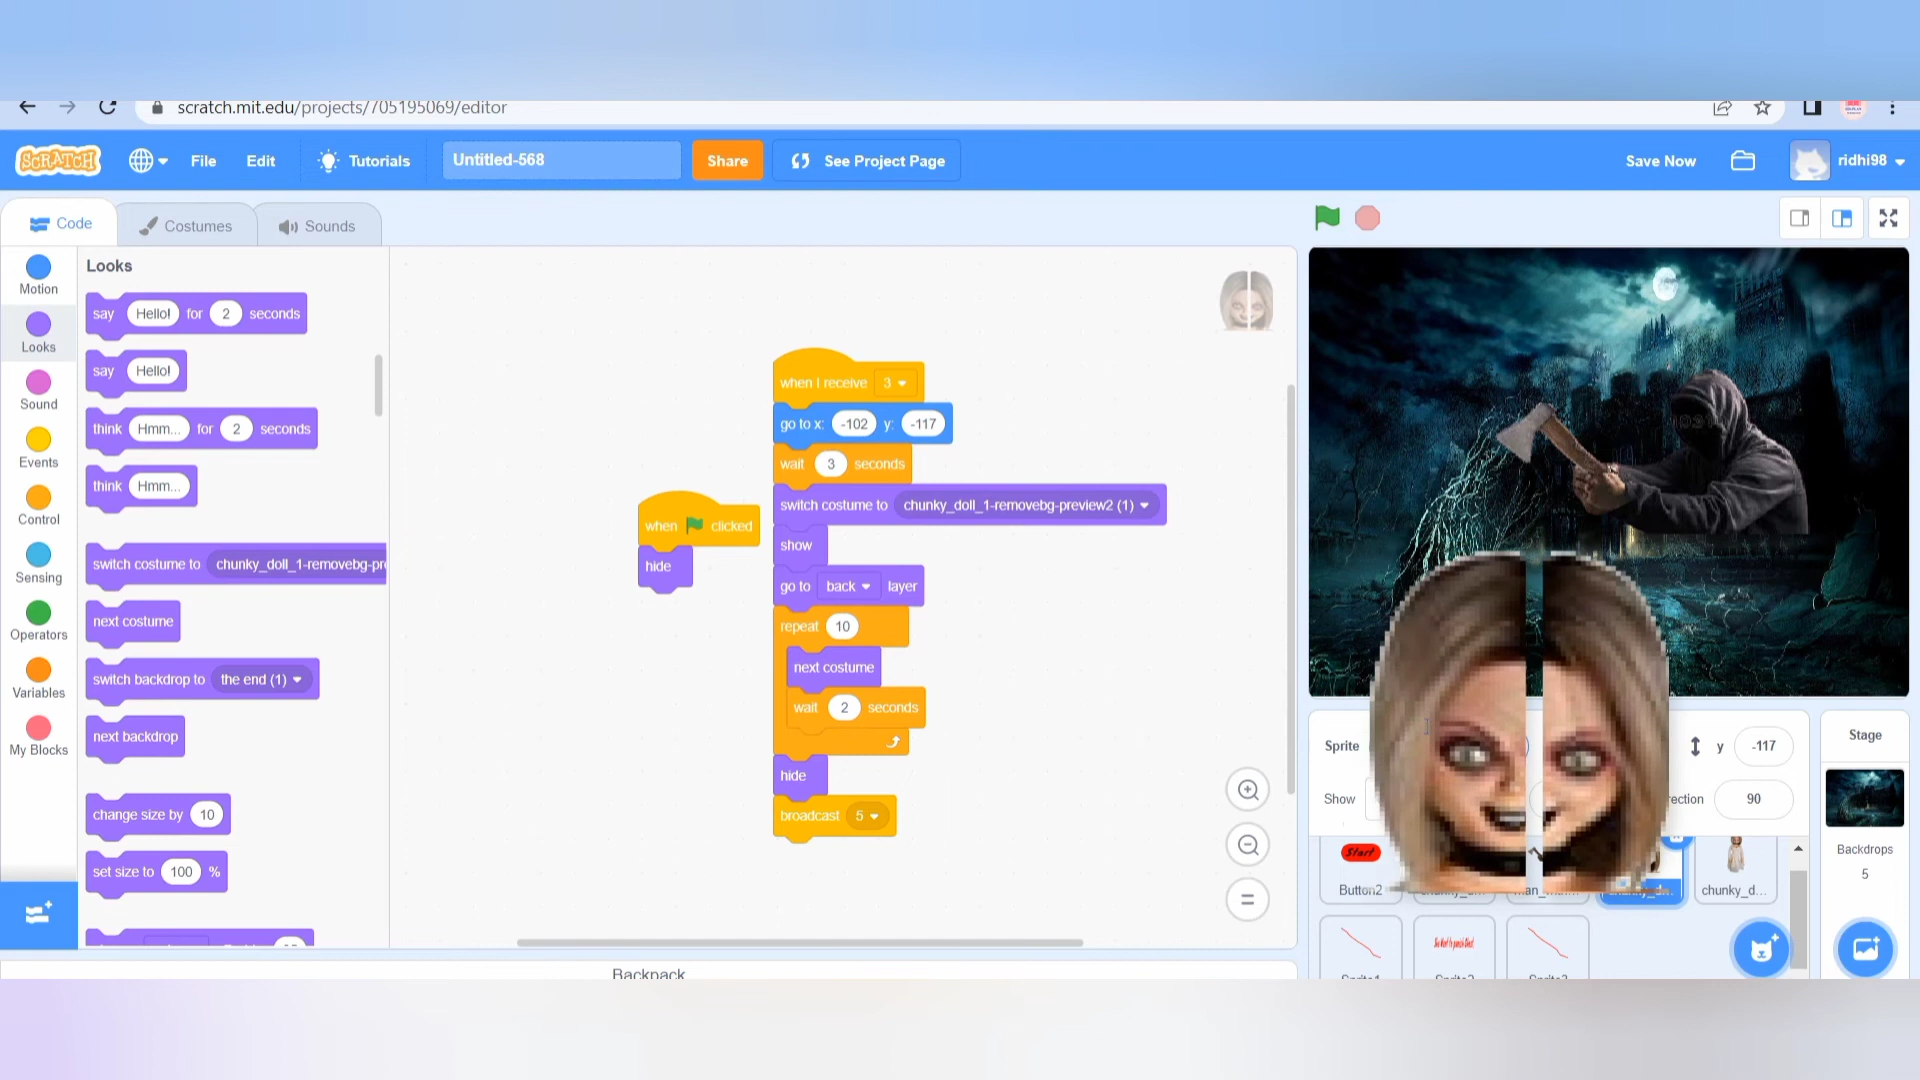 scratch.mit.edu/projects/705195069/editor
SCRATCH
File
Edit
Tutorials
Untitled-568
Share
See Project Page
Save Now
ridhi98
Code
Costumes
Sounds
Motion
Looks
Sound
Events
Control
Sensing
Operators
Variables
My Blocks
Looks
say Hello! for 2 seconds
say Hello!
think Hmm... for 2 seconds
think Hmm...
switch costume to chunky_doll_1-removebg-pr
next costume
switch backdrop to the end (1)
next backdrop
change size by 10
set size to 100 %
when clicked
hide
when I receive 3
go to x: -102 y: -117
wait 3 seconds
switch costume to chunky_doll_1-removebg-preview2 (1)
show
go to back layer
repeat 10
next costume
wait 2 seconds
hide
broadcast 5
Backpack
Sprite
y -117
Show
rection 90
Start
Button2
chunky_d...
Stage
Backdrops
5